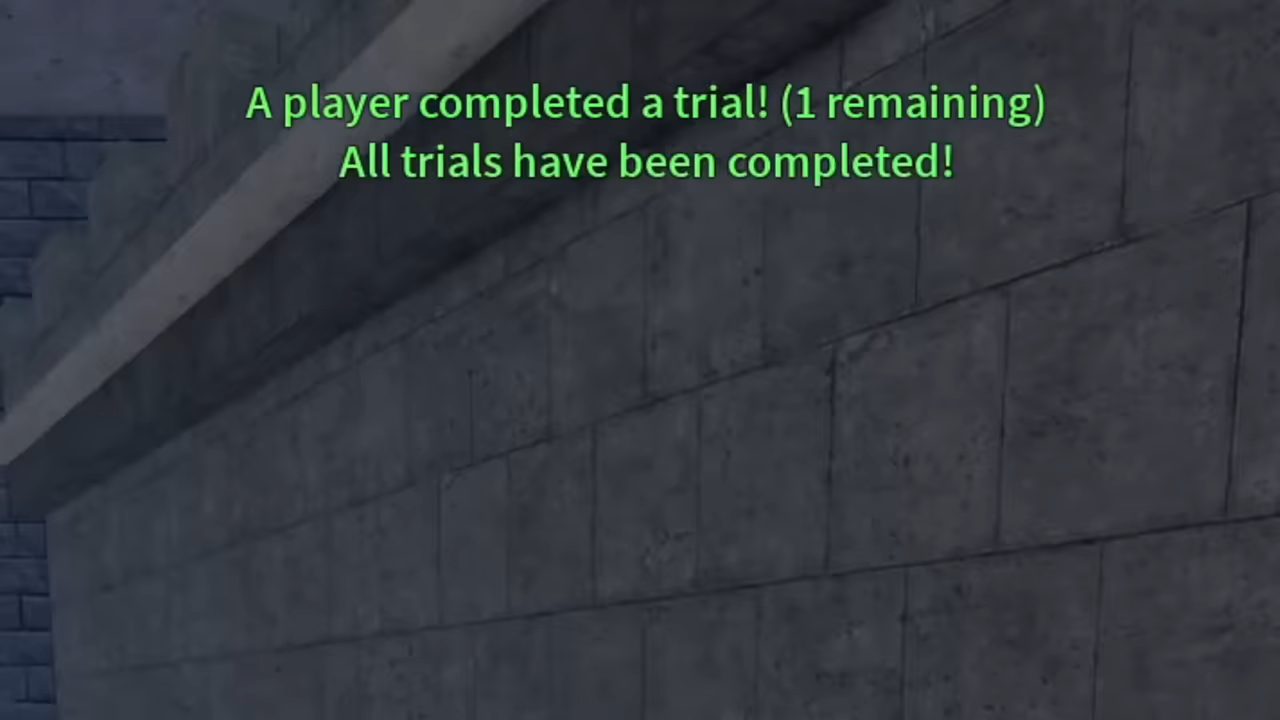 A player completed a trial! (1 remaining)
All trials have been completed!